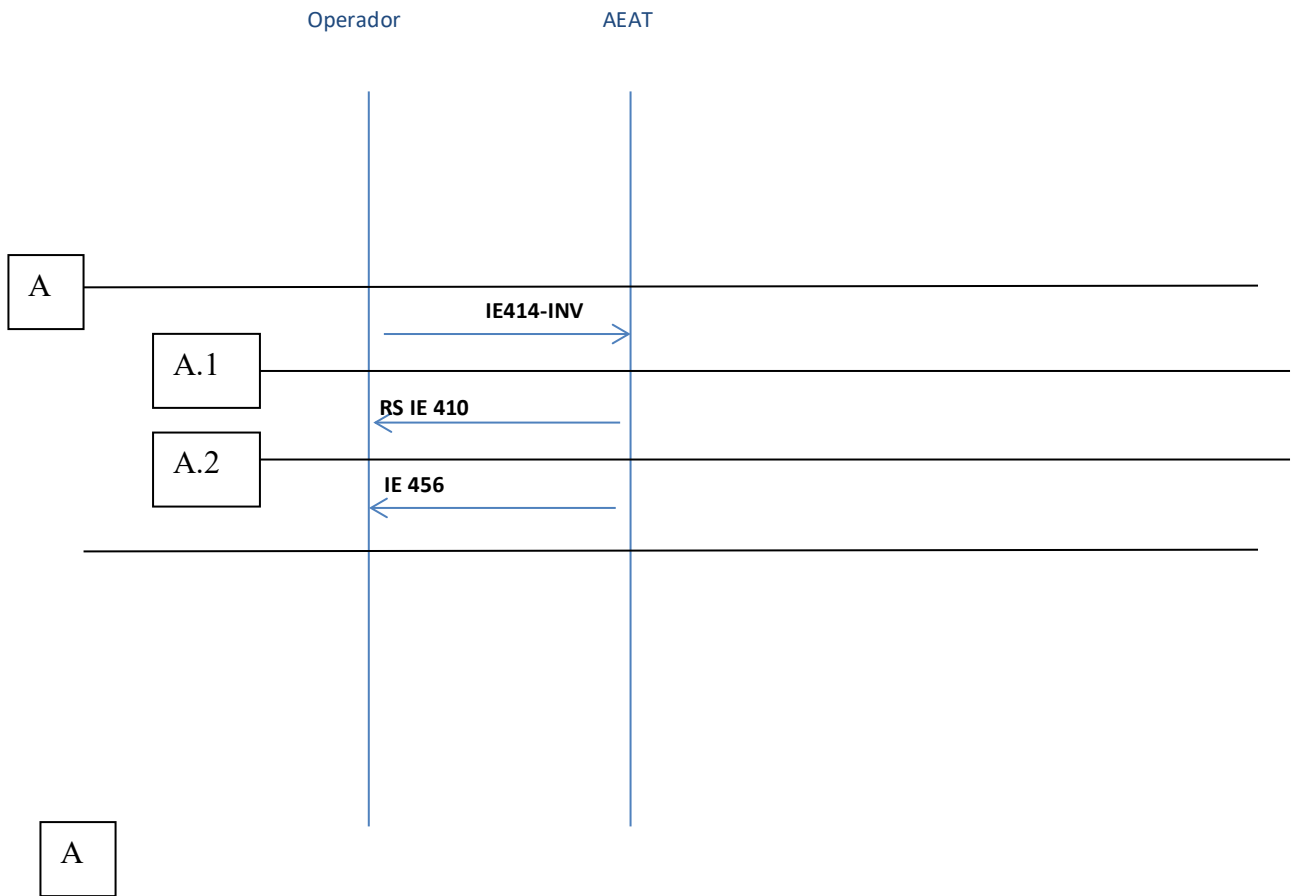 Operador AEAT
A
IE414-INV
A.1
RS IE 410
A.2
IE 456
A